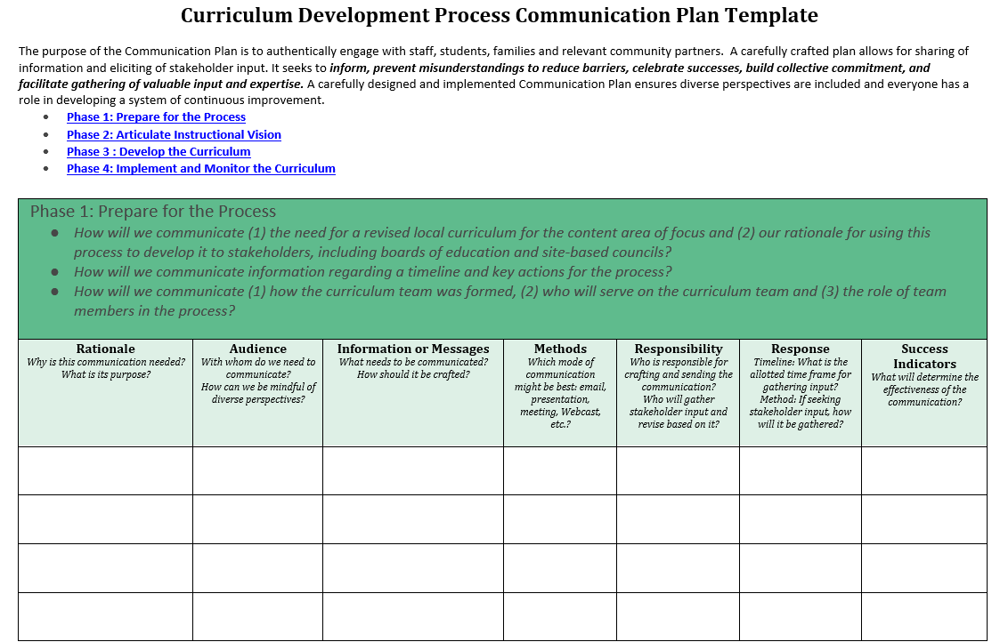 Curriculum Development Process Communication Plan Template
The purpose of the Communication Plan is to authentically engage with staff, students, families and relevant community partners.  A carefully crafted plan allows for sharing of
information and eliciting of stakeholder input. It seeks to inform, prevent misunderstandings to reduce barriers, celebrate successes, build collective commitment, and
facilitate gathering of valuable input and expertise. A carefully designed and implemented Communication Plan ensures diverse perspectives are included and everyone has a
role in developing a system of continuous improvement.
• Phase 1: Prepare for the Process
• Phase 2: Articulate Instructional Vision
• Phase 3 : Develop the Curriculum
• Phase 4: Implement and Monitor the Curriculum
Phase 1: Prepare for the Process
● How will we communicate (1) the need for a revised local curriculum for the content area of focus and (2) our rationale for using this
process to develop it to stakeholders, including boards of education and site-based councils?
● How will we communicate information regarding a timeline and key actions for the process?
● How will we communicate (1) how the curriculum team was formed, (2) who will serve on the curriculum team and (3) the role of team
members in the process?
Rationale
Why is this communication needed?
What is its purpose?
Audience
With whom do we need to
communicate?
How can we be mindful of
diverse perspectives?
Information or Messages
What needs to be communicated?
How should it be crafted?
Methods
Which mode of
communication
might be best: email,
presentation,
meeting, Webcast,
etc.?
Responsibility
Who is responsible for
crafting and sending the
communication?
Who will gather
stakeholder input and
revise based on it?
Response
Timeline: What is the
allotted time frame for
gathering input?
Method: If seeking
stakeholder input, how
will it be gathered?
Success
Indicators
What will determine the
effectiveness of the
communication?